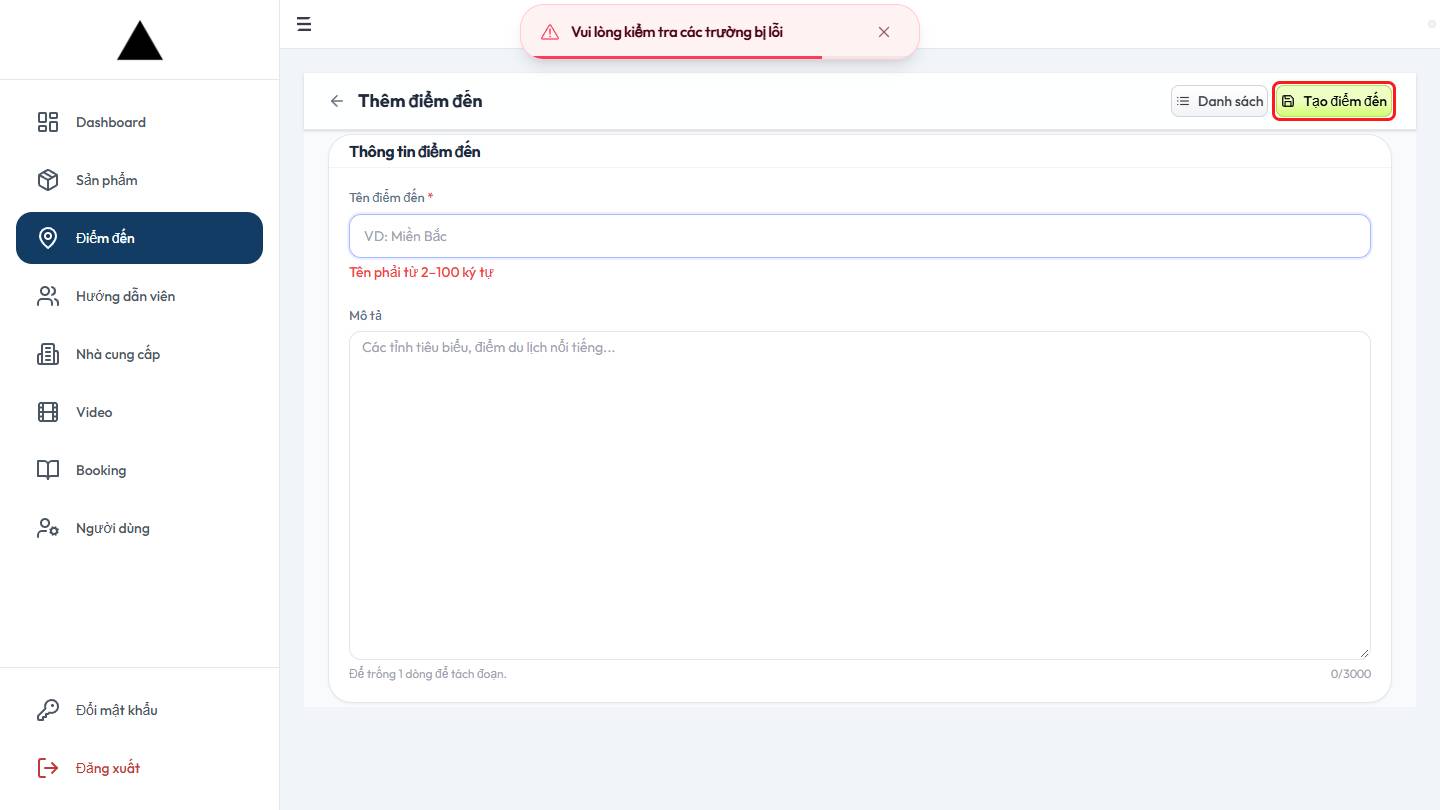 Vui lòng kiểm tra các trường bị lỗi
Thêm điểm đến
Danh sách
Tạo điểm đến
Dashboard
Sản phẩm
Điểm đến
Hướng dẫn viên
Nhà cung cấp
Video
Booking
Người dùng
Đổi mật khẩu
Đăng xuất
Thông tin điểm đến
Tên điểm đến *
VD: Miền Bắc
Tên phải từ 2–100 ký tự
Mô tả
Các tỉnh tiêu biểu, điểm du lịch nổi tiếng...
Để trống 1 dòng để tách đoạn.
0/3000